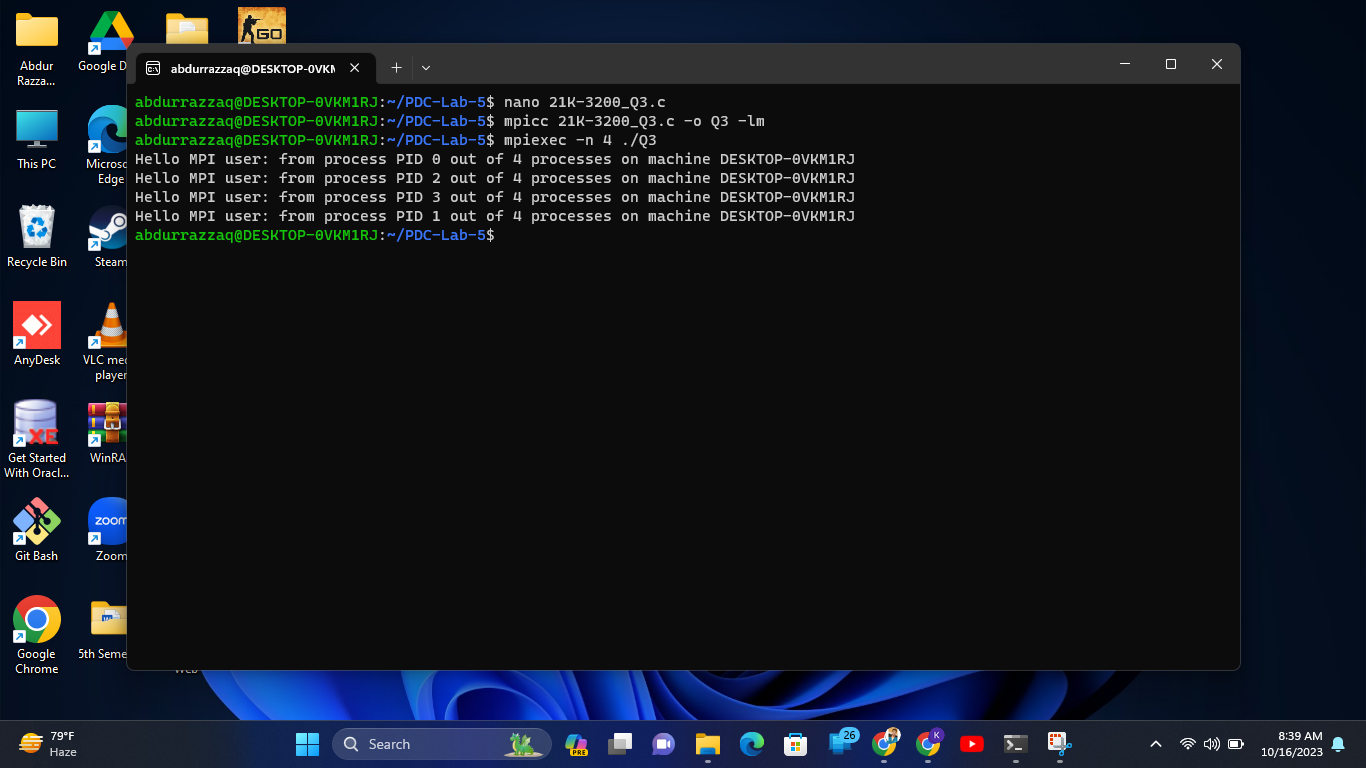 GO
Abdur
Razza...
Google D
This PC
Microso
Edge
Recycle Bin
Steam
AnyDesk
VLC med
player
XE
Get Started
With Oracl...
WinRA
Git Bash
zoom
Zoom
Google
Chrome
5th Seme
Web
abdurrazzaq@DESKTOP-0VKM
abdurrazzaq@DESKTOP-0VKM1RJ:~/PDC-Lab-5$ nano 21K-3200_Q3.c
abdurrazzaq@DESKTOP-0VKM1RJ:~/PDC-Lab-5$ mpicc 21K-3200_Q3.c -o Q3 -lm
abdurrazzaq@DESKTOP-0VKM1RJ:~/PDC-Lab-5$ mpiexec -n 4 ./Q3
Hello MPI user: from process PID 0 out of 4 processes on machine DESKTOP-0VKM1RJ
Hello MPI user: from process PID 2 out of 4 processes on machine DESKTOP-0VKM1RJ
Hello MPI user: from process PID 3 out of 4 processes on machine DESKTOP-0VKM1RJ
Hello MPI user: from process PID 1 out of 4 processes on machine DESKTOP-0VKM1RJ
abdurrazzaq@DESKTOP-0VKM1RJ:~/PDC-Lab-5$
79°F
Haze
Search
PRE
26
K
8:39 AM
10/16/2023